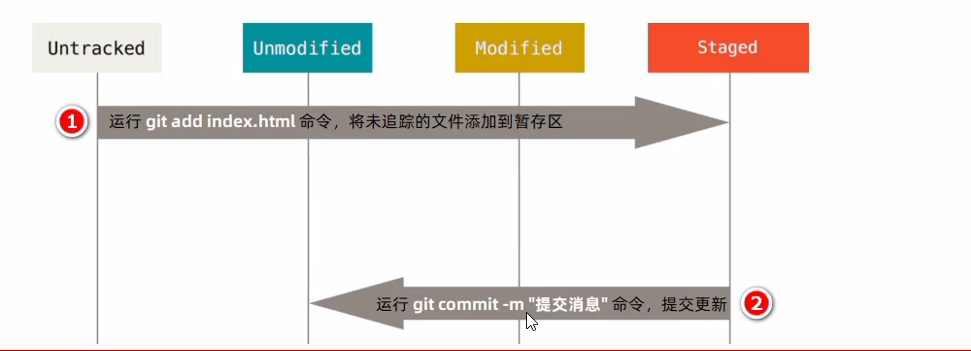 Untracked
Unmodified
Modified
Staged
1
运行 git add index.html 命令，将未追踪的文件添加到暂存区
运行 git commit -m "提交消息" 命令，提交更新
2